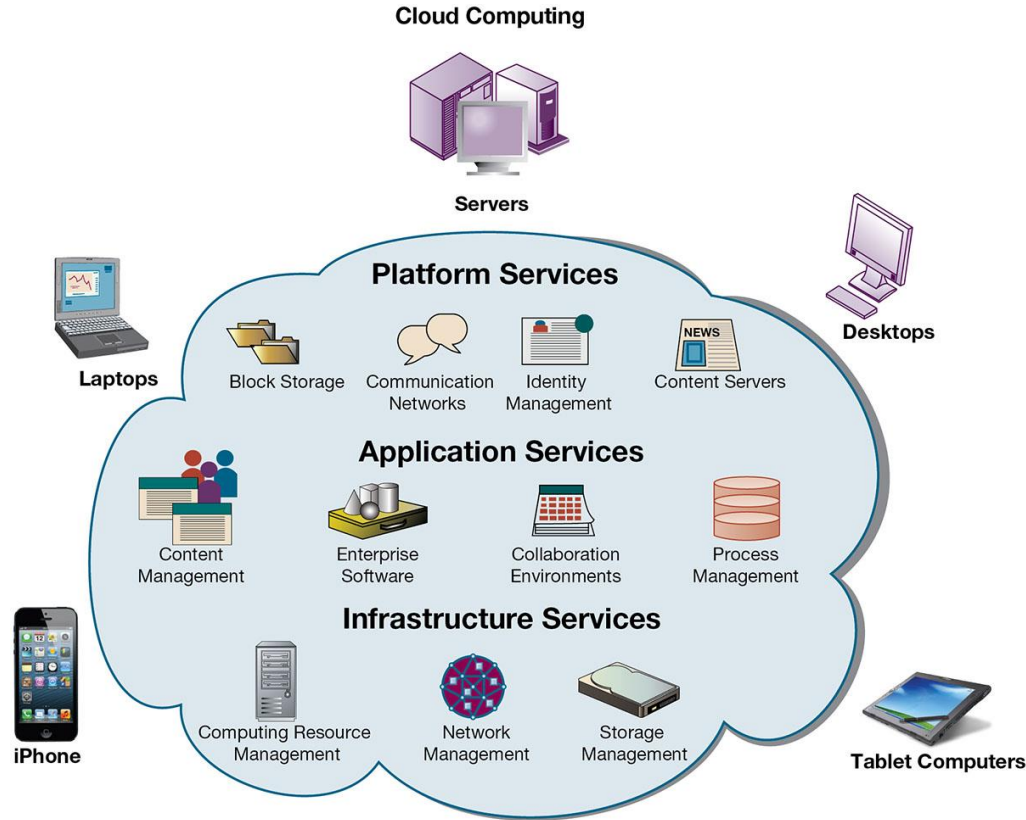 Cloud Computing
Servers
Laptops
Desktops
Platform Services
Block Storage
Communication
Networks
Identity
Management
NEWS
Content Servers
Application Services
Content
Management
Enterprise
Software
Collaboration
Environments
Process
Management
Infrastructure Services
Computing Resource
Management
Network
Management
Storage
Management
iPhone
Tablet Computers